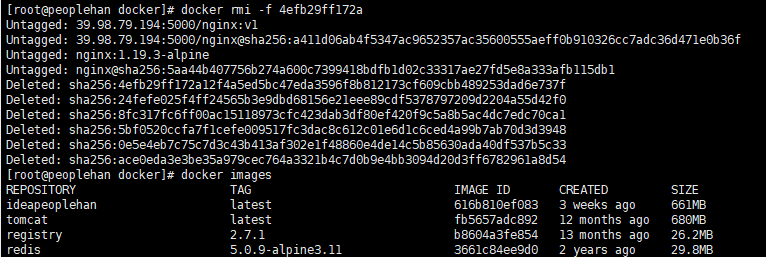 [root@peoplehan docker]# docker rmi -f 4efb29ff172a
Untagged: 39.98.79.194:5000/nginx:v1
Untagged: 39.98.79.194:5000/nginx@sha256:a411d06ab4f5347ac9652357ac35600555aeff0b910326cc7adc36d471e0b36f
Untagged: nginx:1.19.3-alpine
Untagged: nginx@sha256:5aa44b407756b274a600c7399418bdfb1d02c33317ae27fd5e8a333afb115db1
Deleted: sha256:4efb29ff172a12f4a5ed5bc47eda3596f8b812173cf609cbb489253dad6e737f
Deleted: sha256:24fefe025f4ff24565b3e9dbd68156e21eee89cdf5378797209d2204a55d42f0
Deleted: sha256:8fc317fc6ff00ac15118973cfc423dab3df80ef420f9c5a8b5ac4dc7edc70ca1
Deleted: sha256:5bf0520ccfa7f1cefe009517fc3dac8c612c01e6d1c6ced4a99b7ab70d3d3948
Deleted: sha256:0e5e4eb7c75c7d3c43b413af302e1f48860e4de14c5b85630ada40df537b5c33
Deleted: sha256:ace0eda3e3be35a979cec764a3321b4c7d0b9e4bb3094d20d3ff6782961a8d54
[root@peoplehan docker]# docker images
REPOSITORY TAG IMAGE ID CREATED SIZE
ideapeoplehan latest 616b810ef083 3 weeks ago 661MB
tomcat latest fb5657adc892 12 months ago 680MB
registry 2.7.1 b8604a3fe854 13 months ago 26.2MB
redis 5.0.9-alpine3.11 3661c84ee9d0 2 years ago 29.8MB